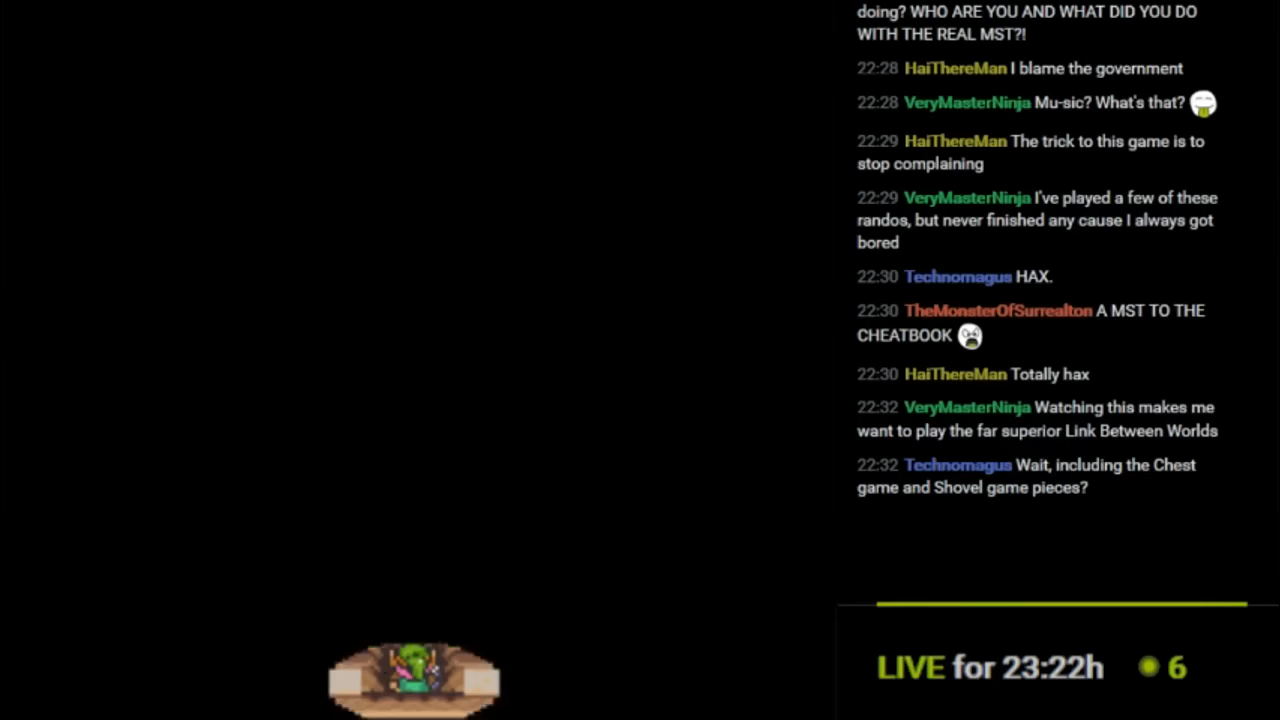 doing? WHO ARE YOU AND WHAT DID YOU DO
WITH THE REAL MST?!
22:28 HaiThereMan I blame the government
22:28 VeryMasterNinja Mu-sic? What's that?
22:29 HaiThereMan The trick to this game is to
stop complaining
22:29 VeryMasterNinja I've played a few of these
randos, but never finished any cause I always got
bored
22:30 Technomagus HAX.
22:30 TheMonsterOfSurrealton A MST TO THE
CHEATBOOK
22:30 HaiThereMan Totally hax
22:32 VeryMasterNinja Watching this makes me
want to play the far superior Link Between Worlds
22:32 Technomagus Wait, including the Chest
game and Shovel game pieces?
LIVE for 23:22h 6